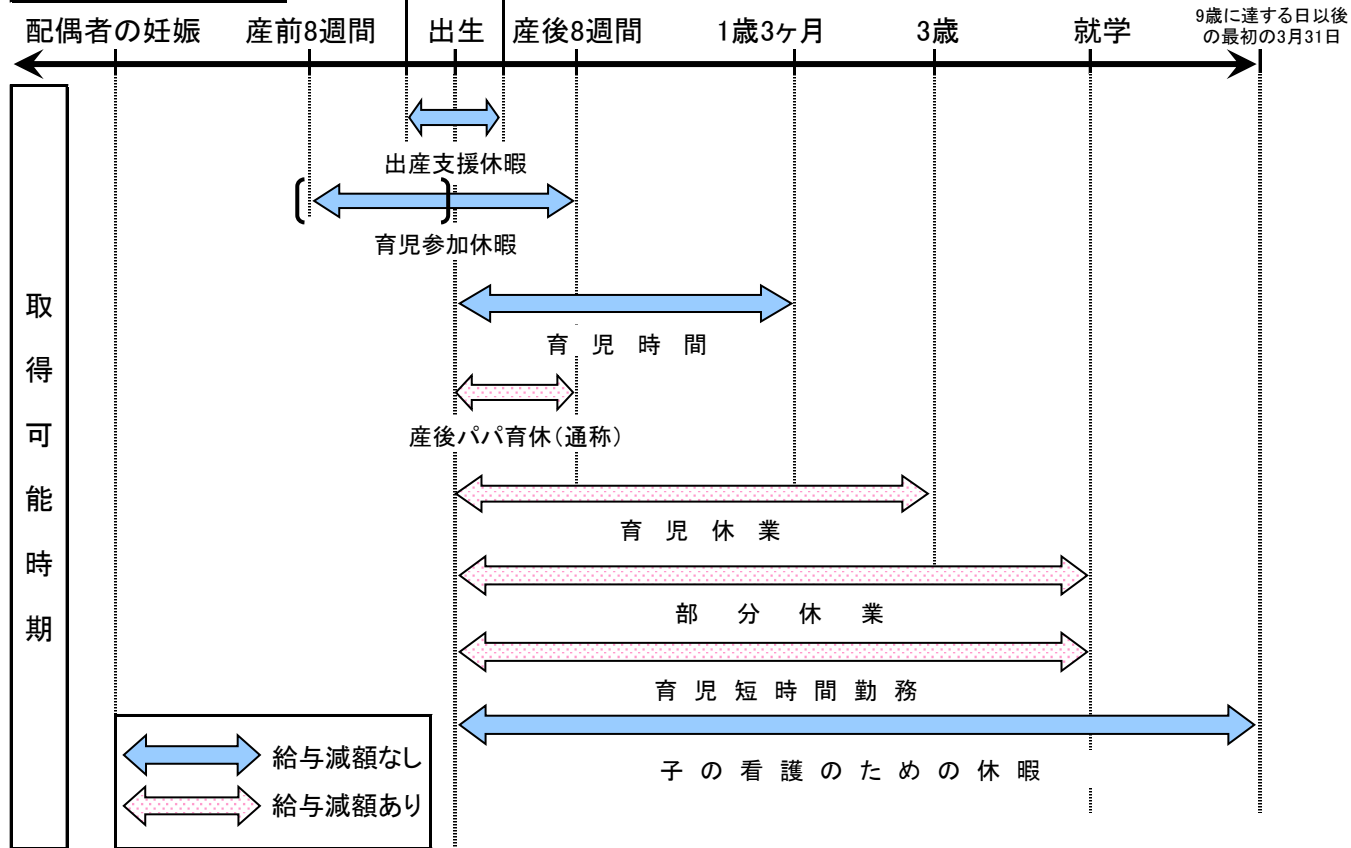 配偶者の妊娠
産前8週間
出生
産後8週間
1歳3ヶ月
3歳
就学
9歳に達する日以後
の最初の3月31日
取得可能時期
出産支援休暇
育児参加休暇
育児時間
産後パパ育休(通称)
育児休業
部分休業
育児短時間勤務
子の看護のための休暇
給与減額なし
給与減額あり